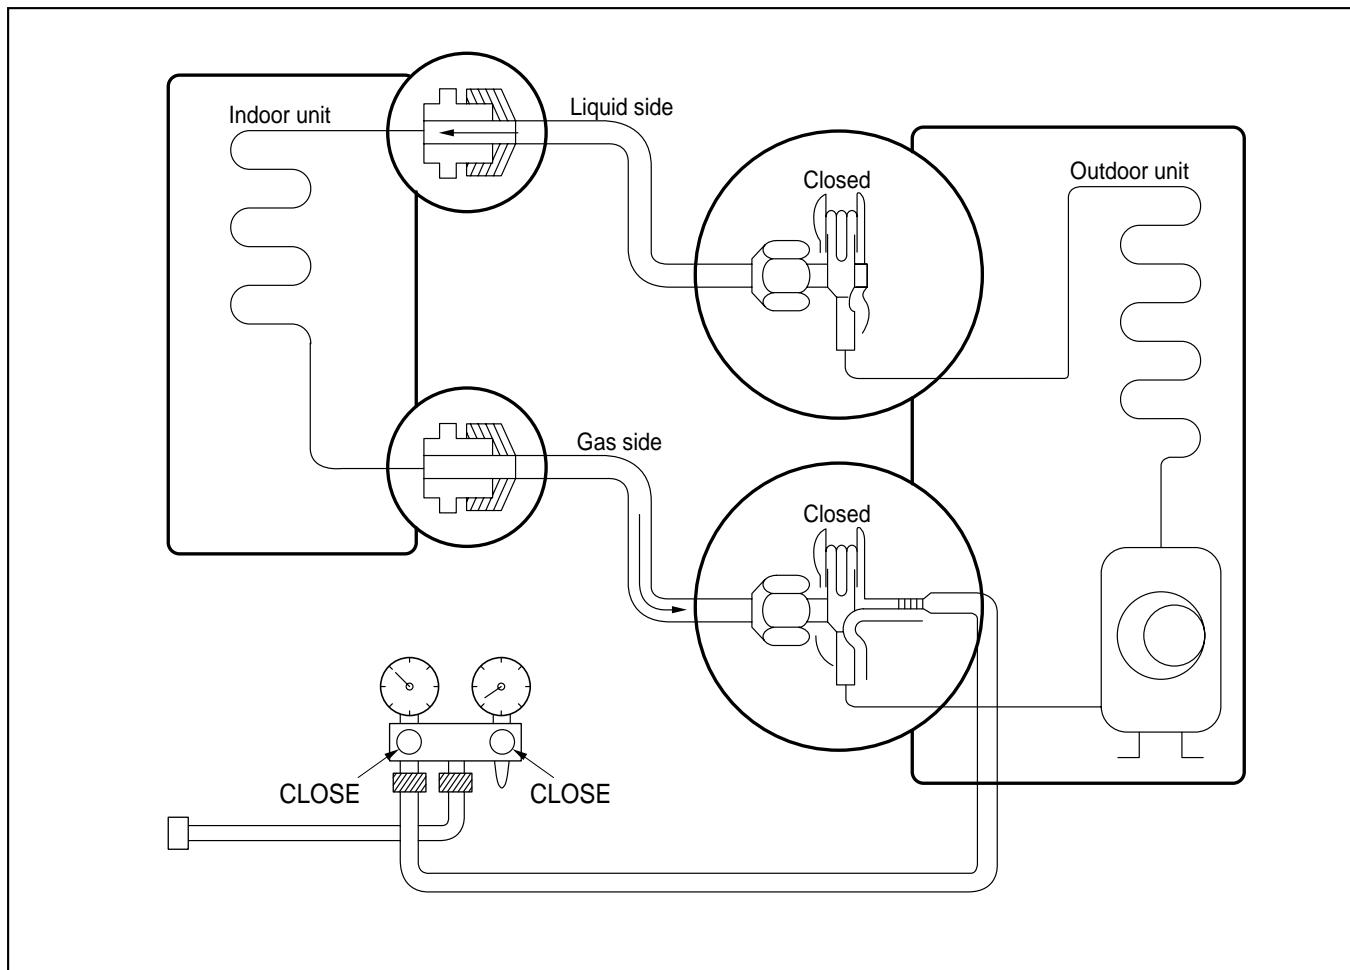 Indoor unit
Liquid side
Closed
Outdoor unit
Gas side
Closed
CLOSE
CLOSE